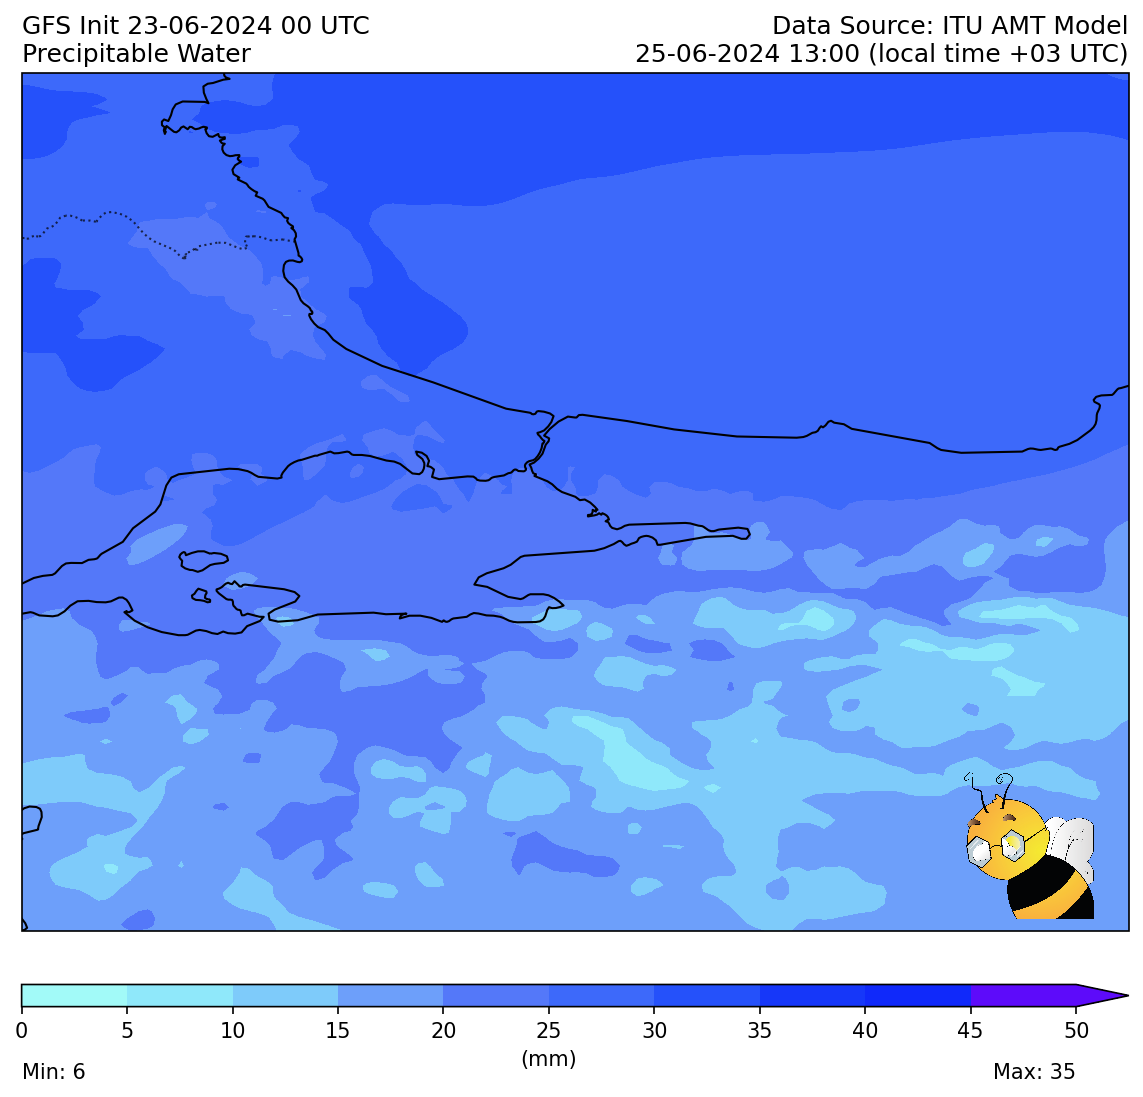 GFS Init 23-06-2024 00 UTC
Precipitable Water
Data Source: ITU AMT Model
25-06-2024 13:00 (local time +03 UTC)
0 5 10 15 20 25 30 35 40 45 50
(mm)
Min: 6
Max: 35